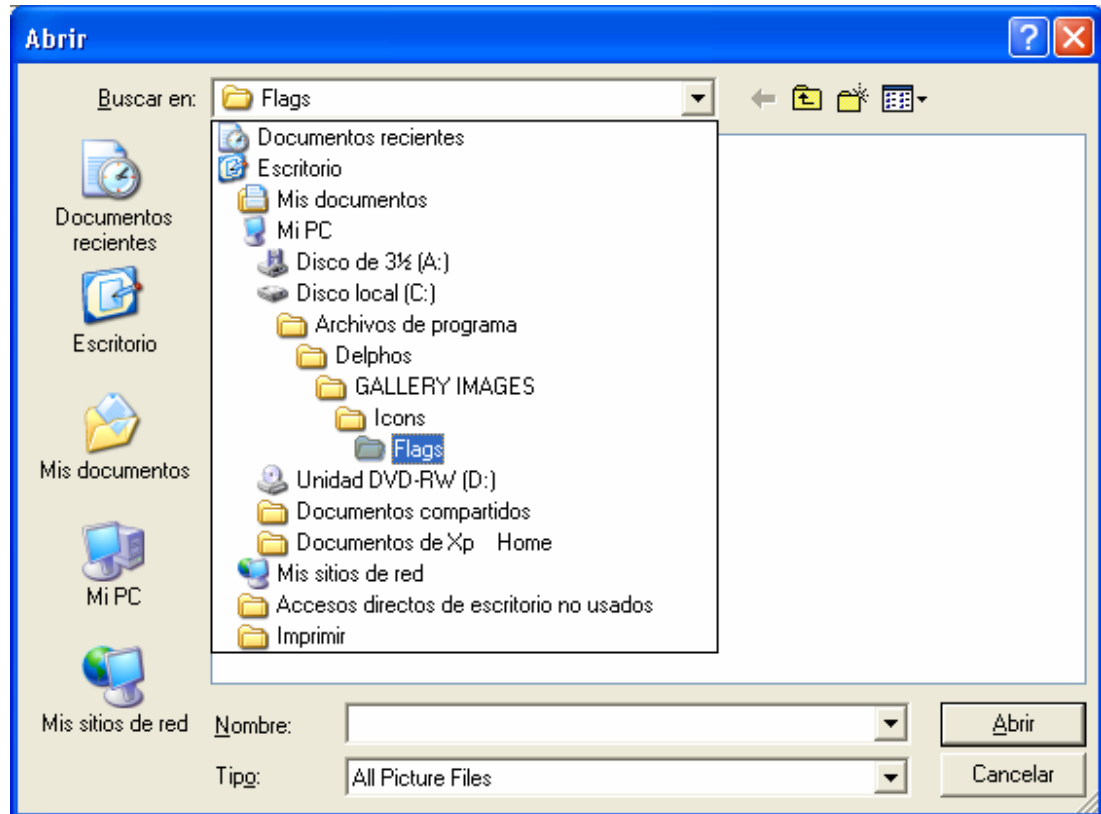 Abrir
Buscar en:
Flags
Documentos recientes
Escritorio
Mis documentos
Mi PC
Disco de 3½ (A:)
Disco local (C:)
Archivos de programa
Delphos
GALLERY IMAGES
Icons
Flags
Unidad DVD-RW (D:)
Documentos compartidos
Documentos de Xp Home
Mis sitios de red
Accesos directos de escritorio no usados
Imprimir
Documentos
recientes
Escritorio
Mis documentos
Mi PC
Mis sitios de red
Nombre:
Abrir
Tipo:
All Picture Files
Cancelar